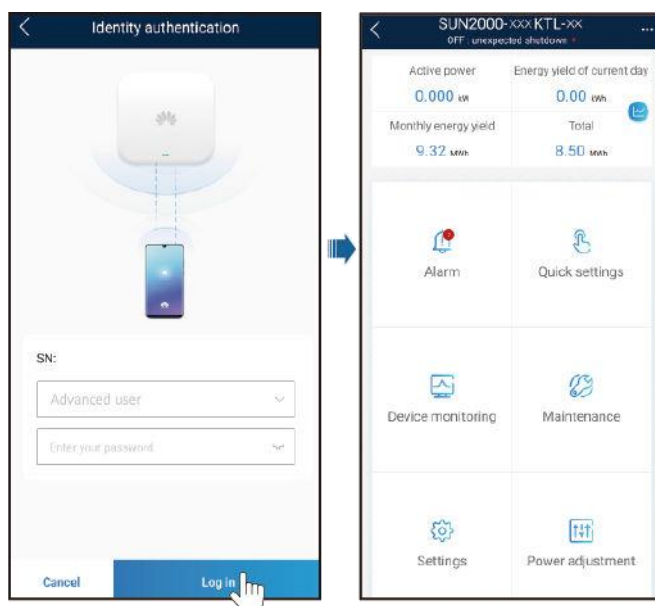 Identity authentication
SN:
Advanced user
Enter your password
Cancel
Log in
SUN2000-xxxKTL-xx
OFF : unexpected shutdown
...
Active power
Energy yield of current day
0.000 kW
0.00 kWh
Monthly energy yield
Total
9.32 MWh
8.50 MWh
Alarm
Quick settings
Device monitoring
Maintenance
Settings
Power adjustment